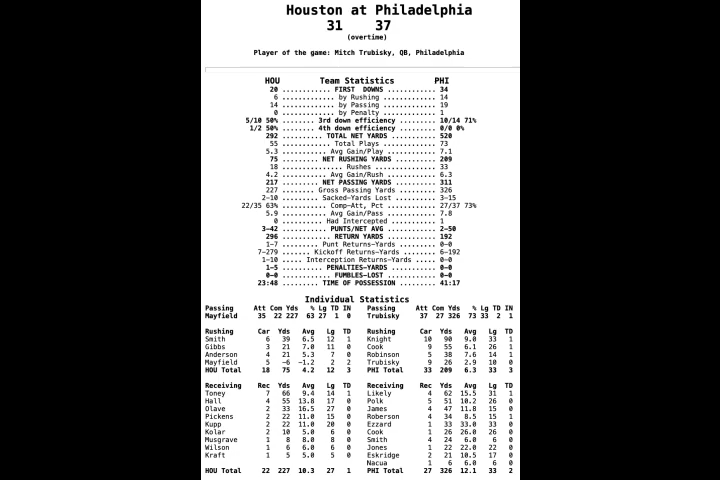 Houston at Philadelphia
31 37
(overtime)
Player of the game: Mitch Trubisky, QB, Philadelphia
HOU Team Statistics PHI
20 ............ FIRST DOWNS ............ 34
6 ............. by Rushing ............ 14
14 ............. by Passing ............ 19
0 ............. by Penalty ............ 1
5/10 50% ........ 3rd down efficiency ........ 10/14 71%
1/2 50% ........ 4th down efficiency ........ 0/0 0%
292 .......... TOTAL NET YARDS .......... 520
55 ............ Total Plays ............ 73
5.3 ........... Avg Gain/Play ........... 7.1
75 ......... NET RUSHING YARDS ......... 209
18 .............. Rushes .............. 33
4.2 ........... Avg Gain/Rush ........... 6.3
217 ......... NET PASSING YARDS ......... 311
227 ........ Gross Passing Yards ........ 326
2-10 ........ Sacked-Yards Lost ........ 3-15
22/35 63% .......... Comp-Att, Pct .......... 27/37 73%
5.9 ........... Avg Gain/Pass ........... 7.8
0 .......... Had Intercepted .......... 1
3-42 .......... PUNTS/NET AVG .......... 2-50
296 ............ RETURN YARDS ............ 192
1-7 ........ Punt Returns-Yards ........ 0-0
7-279 ....... Kickoff Returns-Yards ....... 6-192
1-10 .... Interception Returns-Yards ..... 0-0
1-5 .......... PENALTIES-YARDS .......... 0-0
0-0 ............ FUMBLES-LOST ............ 0-0
23:48 ......... TIME OF POSSESSION ......... 41:17
Individual Statistics
Passing Att Com Yds % Lg TD IN Passing Att Com Yds % Lg TD IN
Mayfield 35 22 227 63 27 1 0 Trubisky 37 27 326 73 33 2 1
Rushing Car Yds Avg Lg TD Rushing Car Yds Avg Lg TD
Smith 6 39 6.5 12 1 Knight 10 90 9.0 33 1
Gibbs 3 21 7.0 11 0 Cook 9 55 6.1 26 1
Anderson 4 21 5.3 7 0 Robinson 5 38 7.6 14 1
Mayfield 5 -6 -1.2 2 2 Trubisky 9 26 2.9 10 0
HOU Total 18 75 4.2 12 3 PHI Total 33 209 6.3 33 3
Receiving Rec Yds Avg Lg TD Receiving Rec Yds Avg Lg TD
Toney 7 66 9.4 14 1 Likely 4 62 15.5 31 1
Hall 4 55 13.8 17 0 Polk 5 51 10.2 26 0
Olave 2 33 16.5 27 0 James 4 47 11.8 15 0
Pickens 2 22 11.0 15 0 Roberson 4 34 8.5 15 1
Kupp 2 22 11.0 20 0 Ezzard 1 33 33.0 33 0
Kolar 2 10 5.0 6 0 Cook 1 26 26.0 26 0
Musgrave 1 8 8.0 8 0 Smith 4 24 6.0 6 0
Wilson 1 6 6.0 6 0 Jones 1 22 22.0 22 0
Kraft 1 5 5.0 5 0 Eskridge 2 21 10.5 17 0
Nacua 1 6 6.0 6 0
HOU Total 22 227 10.3 27 1 PHI Total 27 326 12.1 33 2